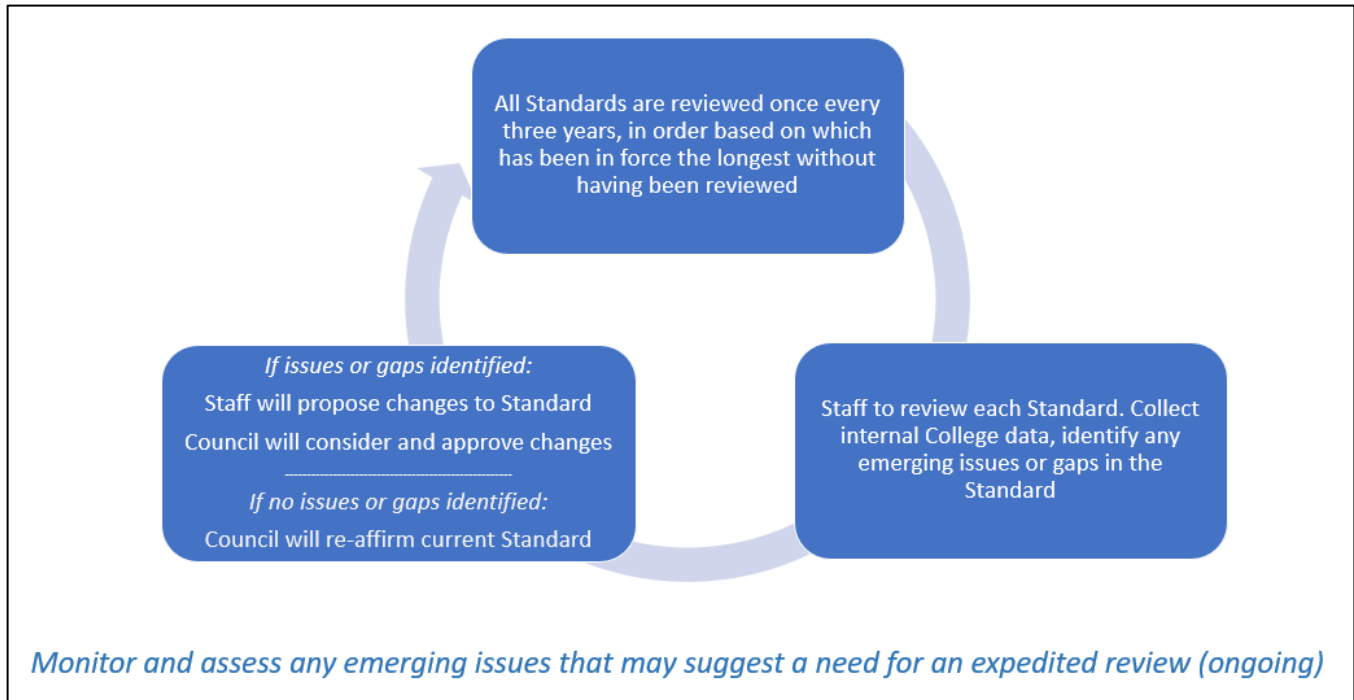 All Standards are reviewed once every
three years, in order based on which
has been in force the longest without
having been reviewed
Staff to review each Standard. Collect
internal College data, identify any
emerging issues or gaps in the
Standard
If issues or gaps identified:
Staff will propose changes to Standard
Council will consider and approve changes
If no issues or gaps identified:
Council will re-affirm current Standard
Monitor and assess any emerging issues that may suggest a need for an expedited review (ongoing)